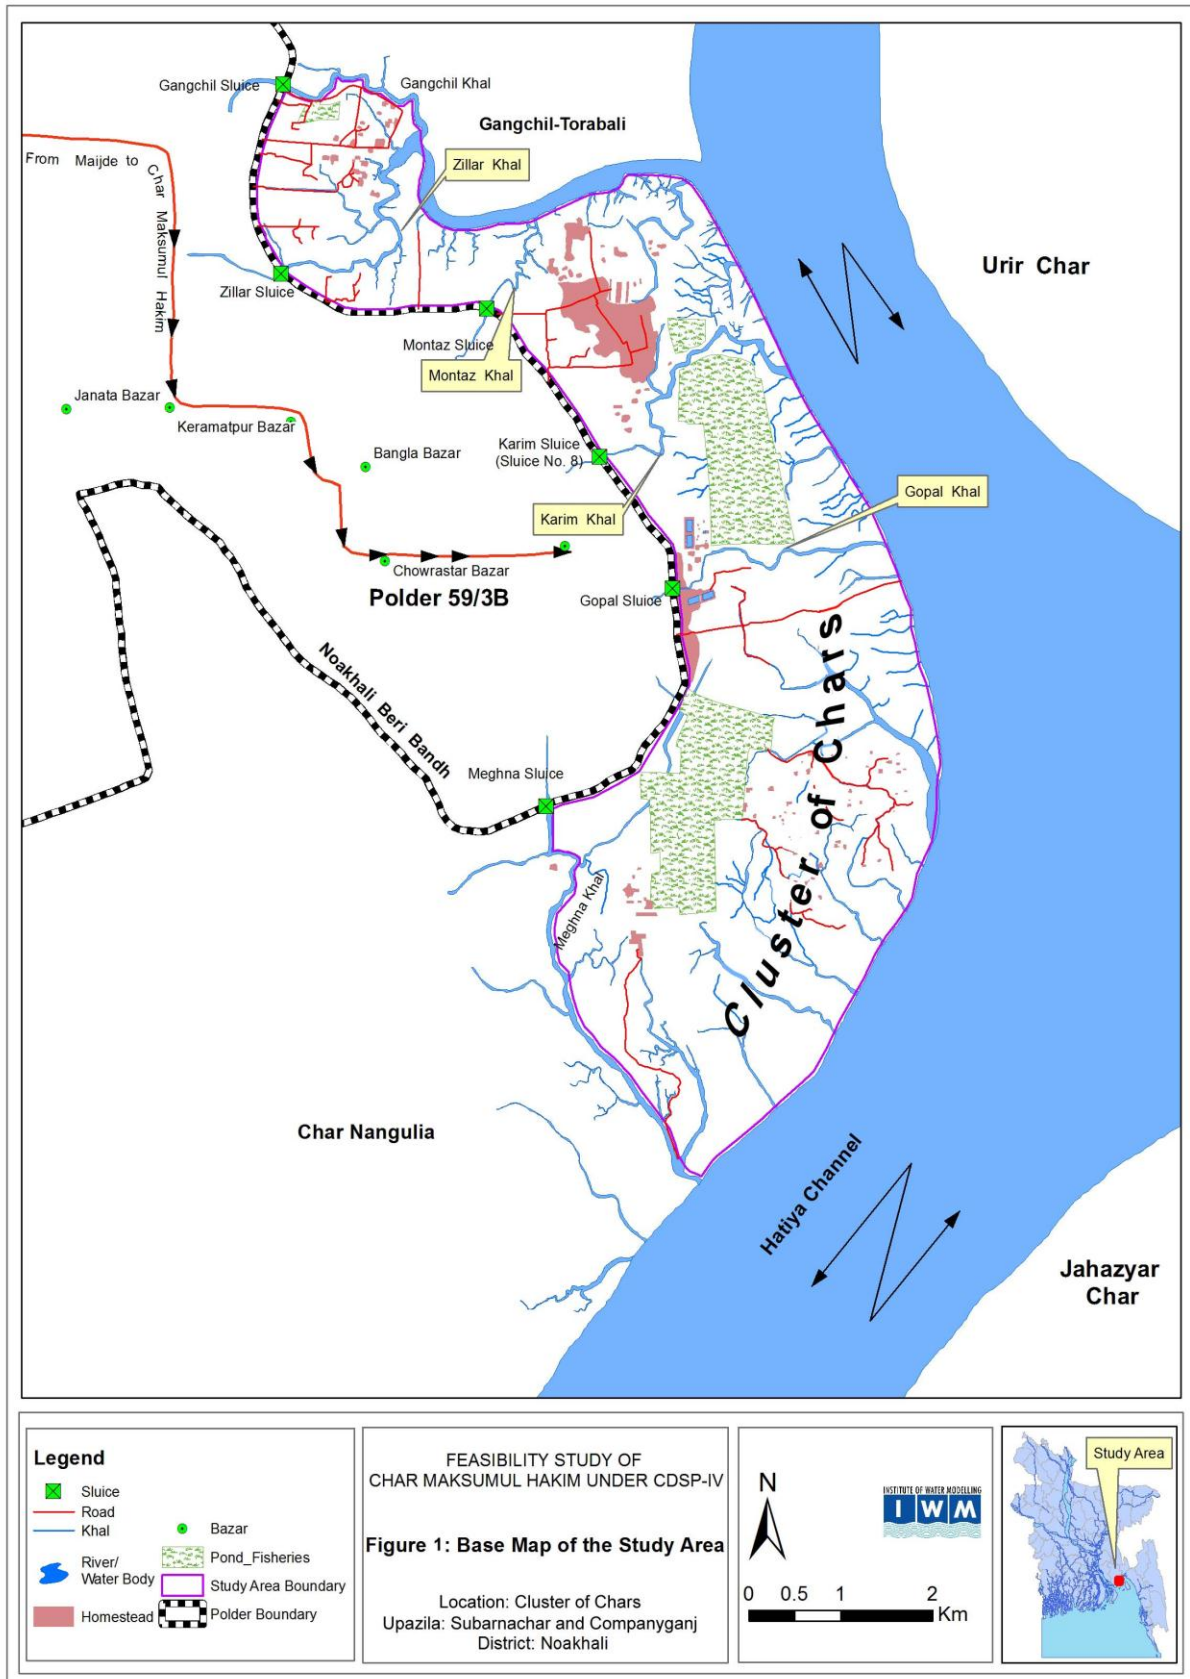 Gangchil Sluice
Gangchil Khal
Gangchil-Torabali
From Maijde to Char Maksumul Hakim
Zillar Khal
Urir Char
Zillar Sluice
Montaz Sluice
Montaz Khal
Janata Bazar
Keramatpur Bazar
Karim Sluice
(Sluice No. 8)
Bangla Bazar
Gopal Khal
Karim Khal
Chowrastar Bazar
Polder 59/3B
Gopal Sluice
Noakhali Beri Bandh
Cluster of Chars
Meghna Sluice
Meghna Khal
Char Nangulia
Hatiya Channel
Jahazyar
Char
Legend
Sluice
Road
Khal
River/
Water Body
Homestead
Bazar
Pond_Fisheries
Study Area Boundary
Polder Boundary
FEASIBILITY STUDY OF
CHAR MAKSUMUL HAKIM UNDER CDSP-IV
Figure 1: Base Map of the Study Area
Location: Cluster of Chars
Upazila: Subarnachar and Companyganj
District: Noakhali
N
INSTITUTE OF WATER MODELLING
IWM
0 0.5 1 2
Km
Study Area